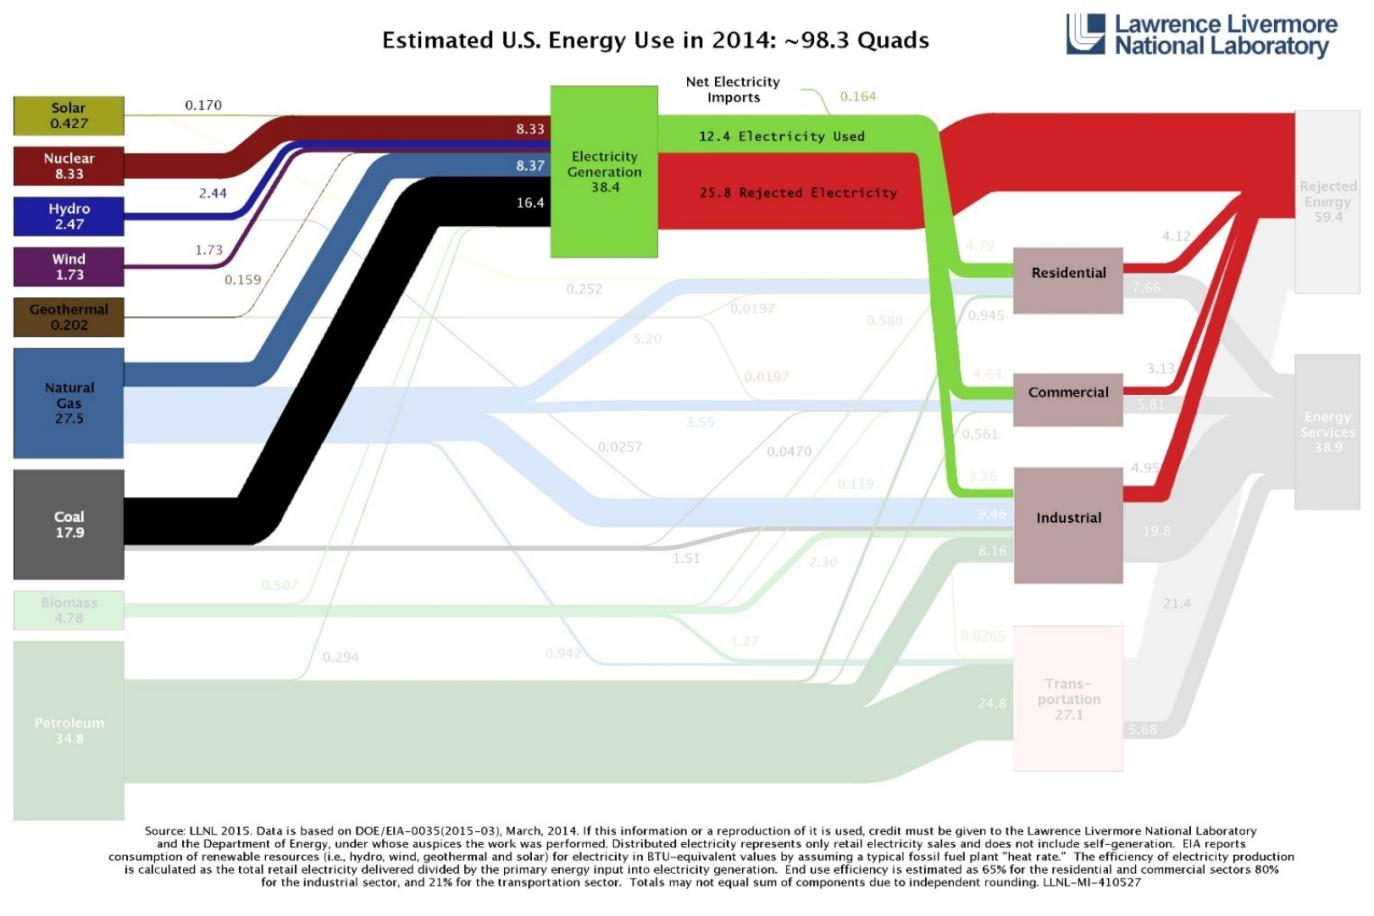 Estimated U.S. Energy Use in 2014: ~98.3 Quads
Lawrence Livermore
National Laboratory
Net Electricity
Imports
0.164
Solar
0.427
0.170
Nuclear
8.33
8.33
Hydro
2.47
2.44
Wind
1.73
1.73
Geothermal
0.202
0.159
Natural
Gas
27.5
8.37
Coal
17.9
16.4
Biomass
4.78
Petroleum
34.8
Electricity
Generation
38.4
12.4 Electricity Used
25.8 Rejected Electricity
0.252
0.0197
5.20
0.0197
3.55
0.0257
0.0470
0.580
0.119
1.51
2.30
0.507
1.27
0.942
0.294
4.79
0.945
4.63
0.561
3.26
9.46
8.16
0.0265
24.8
Residential
4.12
7.66
Commercial
3.13
5.81
Industrial
4.95
19.8
Trans-
portation
27.1
21.4
5.68
Rejected
Energy
59.4
Energy
Services
38.9
Source: LLNL 2015. Data is based on DOE/EIA-0035(2015-03), March, 2014. If this information or a reproduction of it is used, credit must be given to the Lawrence Livermore National Laboratory
and the Department of Energy, under whose auspices the work was performed. Distributed electricity represents only retail electricity sales and does not include self-generation. EIA reports
consumption of renewable resources (i.e., hydro, wind, geothermal and solar) for electricity in BTU-equivalent values by assuming a typical fossil fuel plant "heat rate." The efficiency of electricity production
is calculated as the total retail electricity delivered divided by the primary energy input into electricity generation. End use efficiency is estimated as 65% for the residential and commercial sectors 80%
for the industrial sector, and 21% for the transportation sector. Totals may not equal sum of components due to independent rounding. LLNL-MI-410527